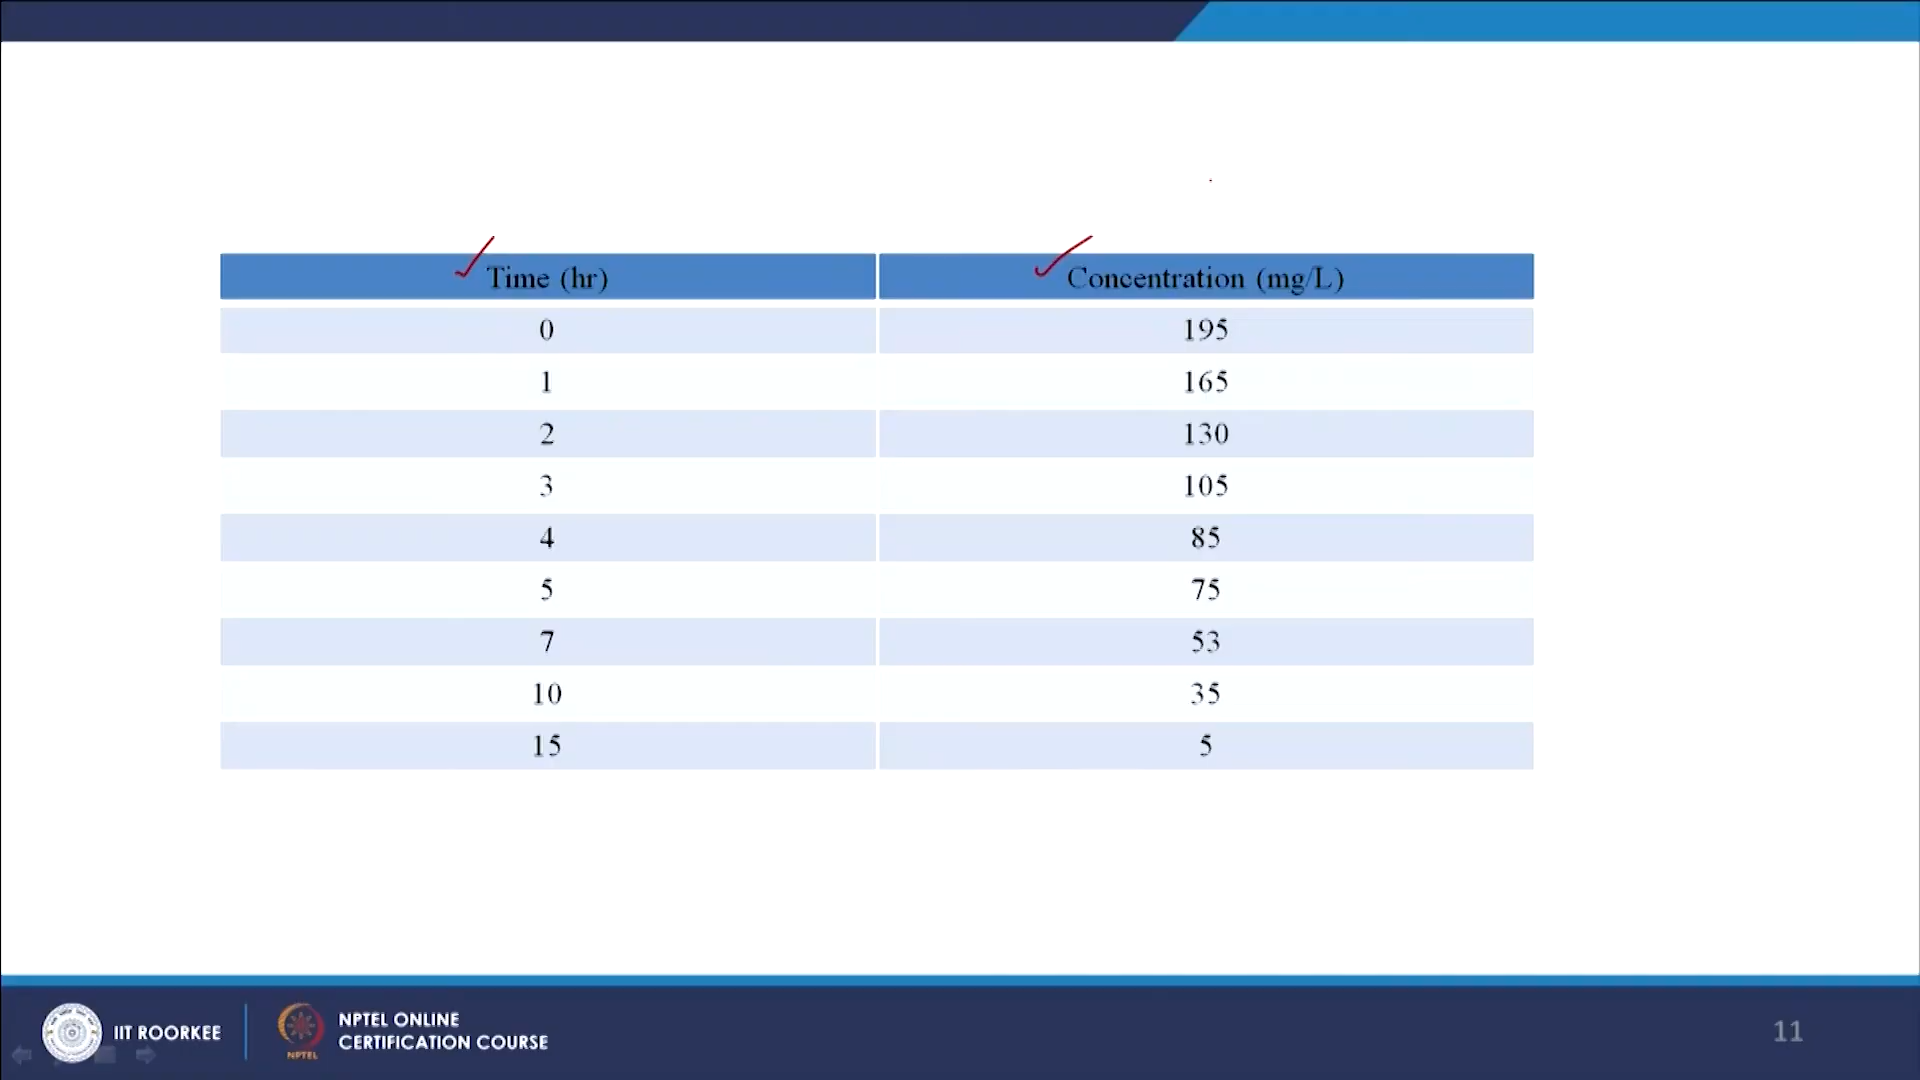 Time (hr) Concentration (mg/L)
0 195
1 165
2 130
3 105
4 85
5 75
7 53
10 35
15 5
IIT ROORKEE
NPTEL
NPTEL ONLINE
CERTIFICATION COURSE
11